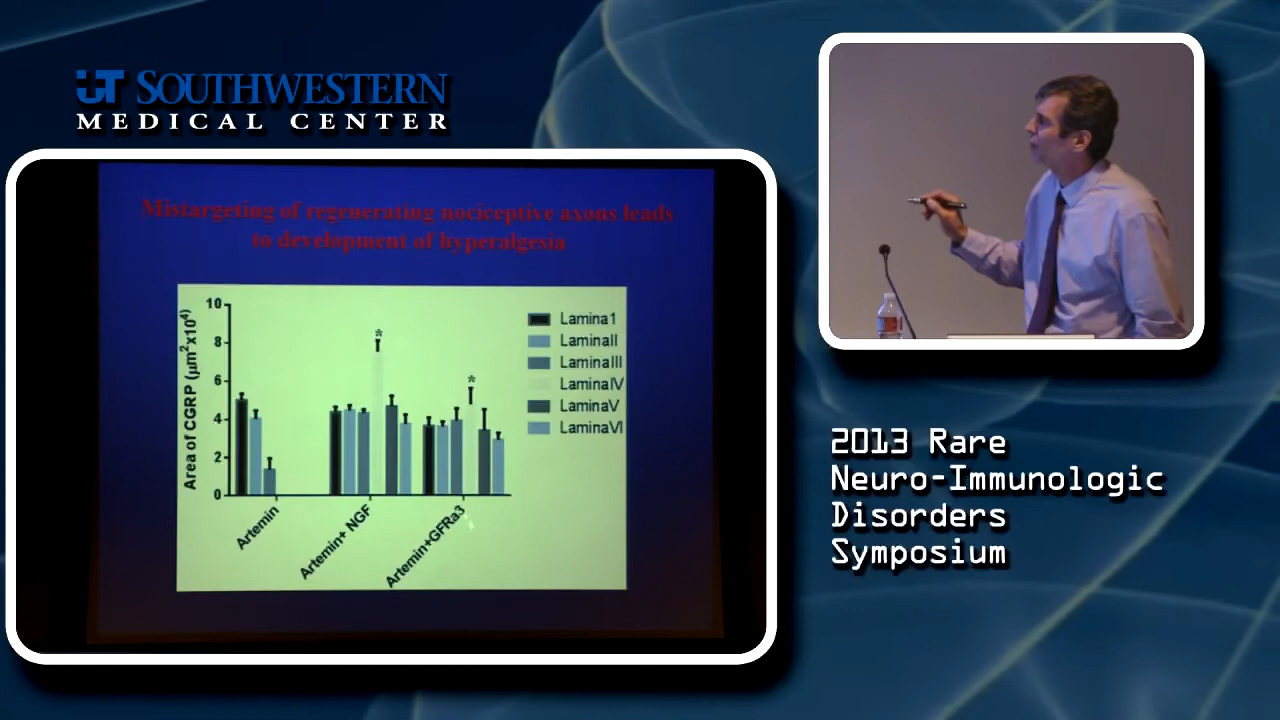 UT SOUTHWESTERN
MEDICAL CENTER
Mistargeting of regenerating nociceptive axons leads
to development of hyperalgesia
Area of CGRP (µm²x10⁴)
10
8
6
4
2
0
*
*
Artemin
Artemin+ NGF
Artemin+GFRa3
Lamina1
LaminaII
LaminaIII
LaminaIV
LaminaV
LaminaVI
2013 Rare
Neuro-Immunologic
Disorders
Symposium